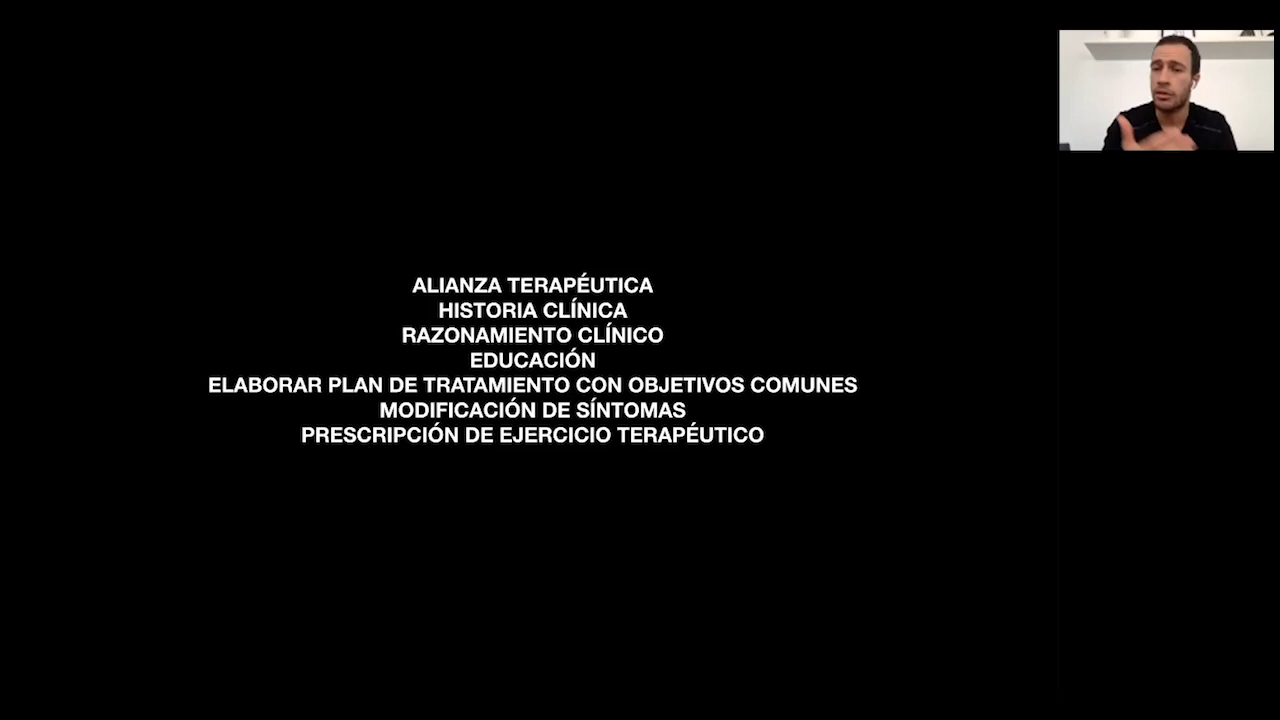 ALIANZA TERAPÉUTICA
HISTORIA CLÍNICA
RAZONAMIENTO CLÍNICO
EDUCACIÓN
ELABORAR PLAN DE TRATAMIENTO CON OBJETIVOS COMUNES
MODIFICACIÓN DE SÍNTOMAS
PRESCRIPCIÓN DE EJERCICIO TERAPÉUTICO